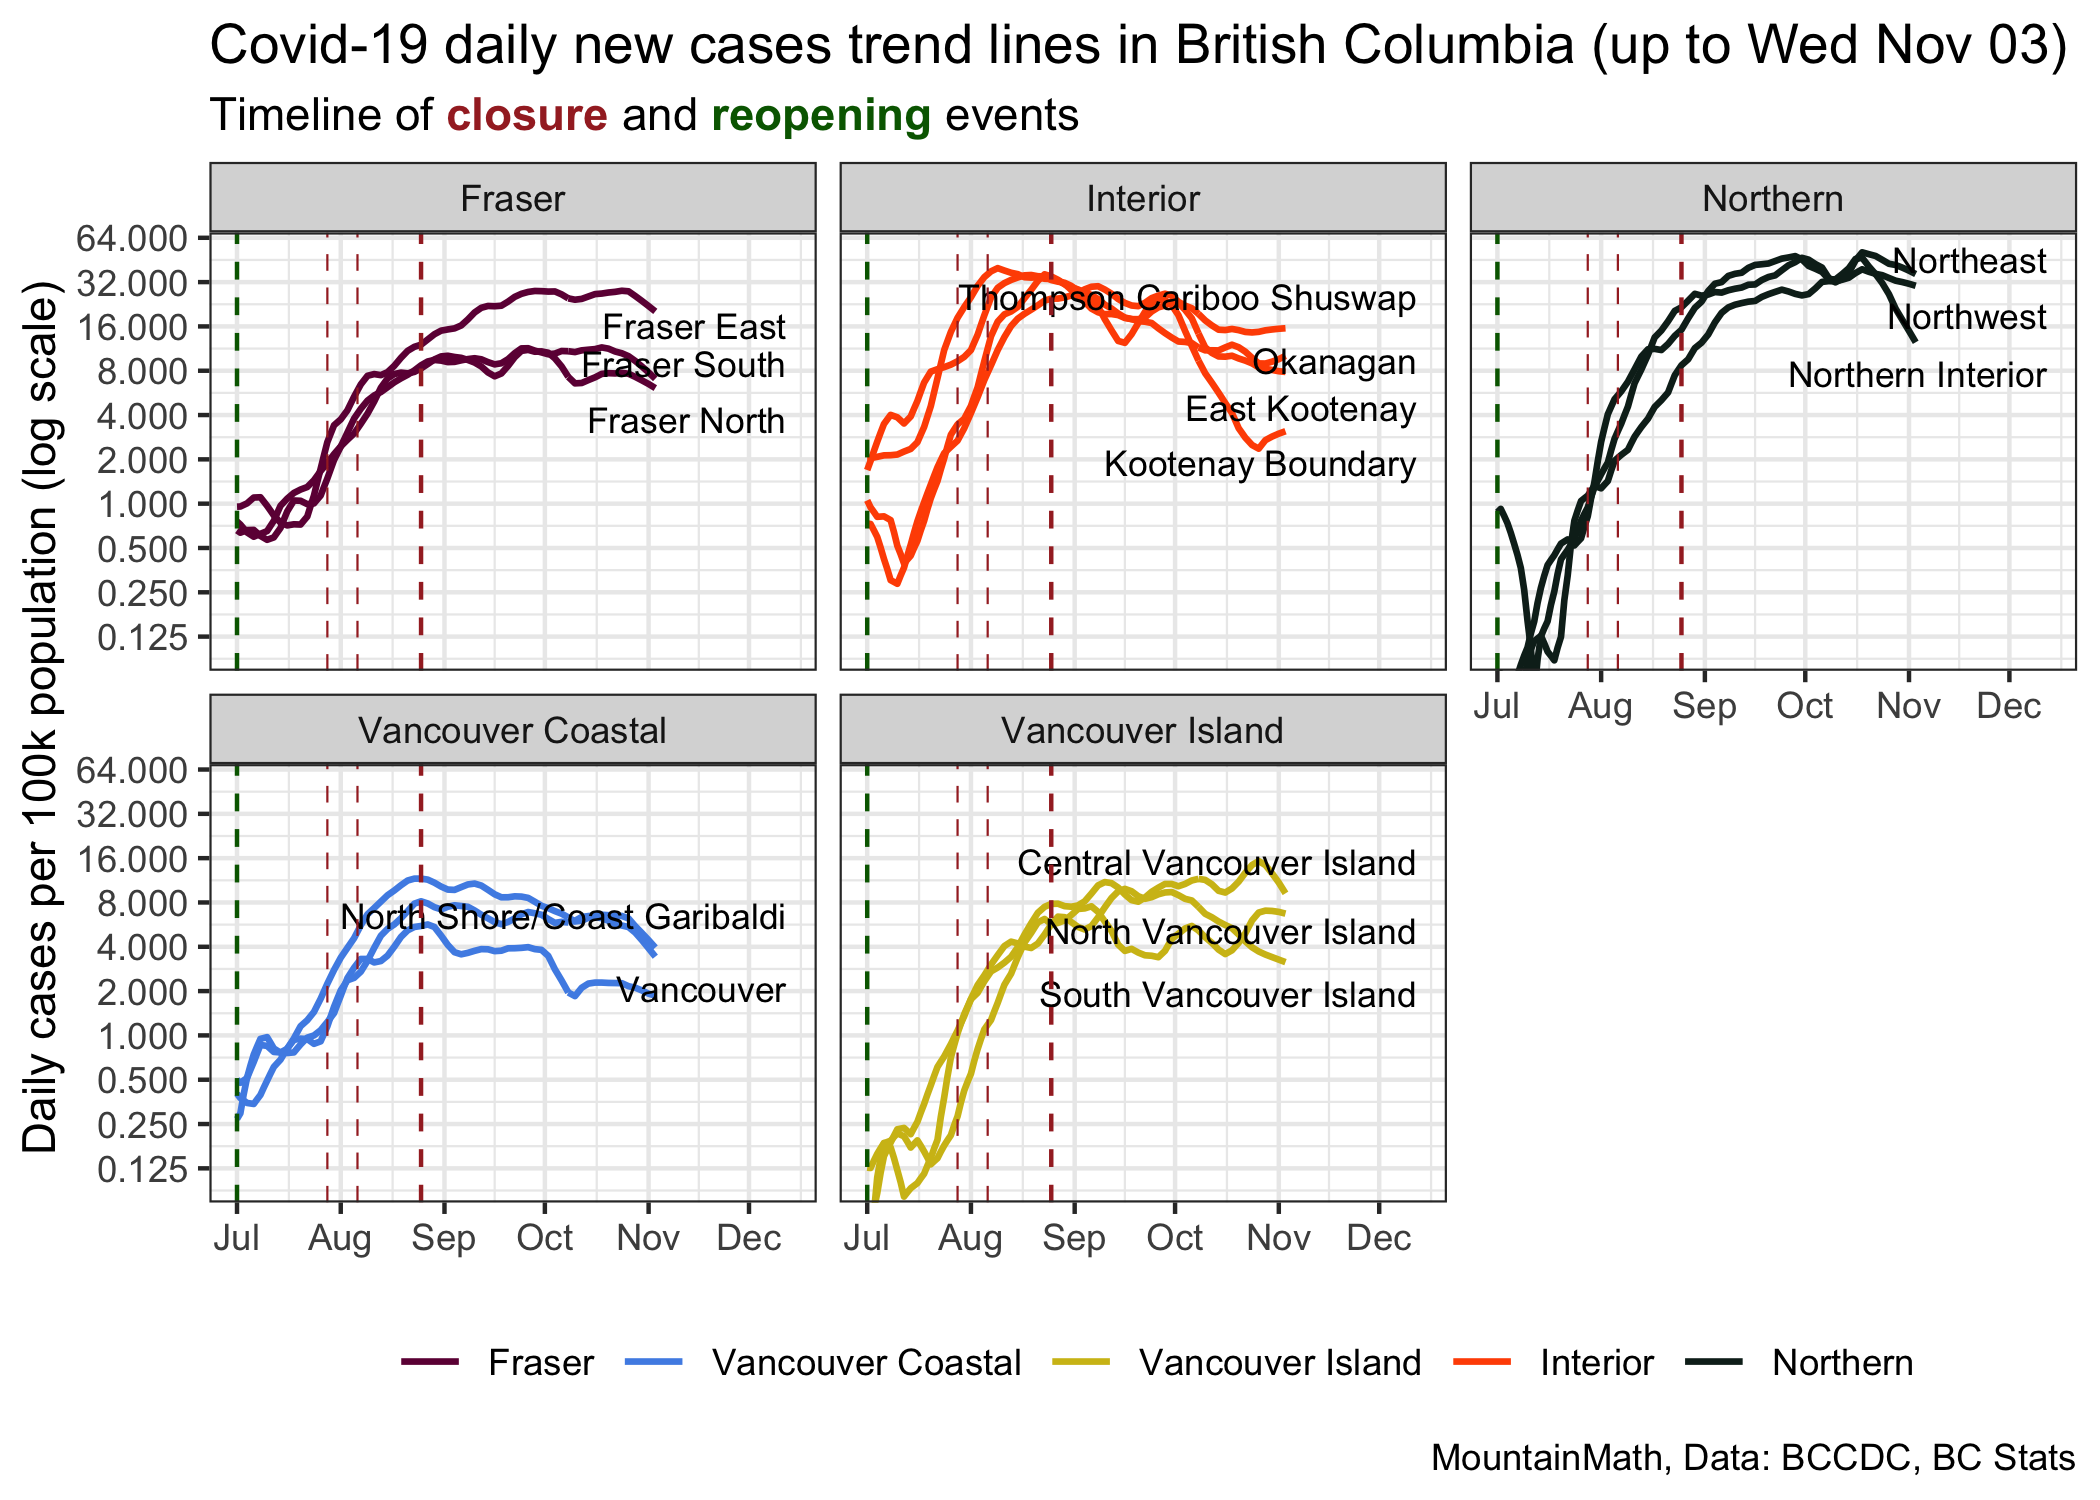 Covid-19 daily new cases trend lines in British Columbia (up to Wed Nov 03)
Timeline of closure and reopening events
Daily cases per 100k population (log scale)
Fraser
64.000
32.000
16.000
8.000
4.000
2.000
1.000
0.500
0.250
0.125
Fraser East
Fraser South
Fraser North
Interior
Thompson Cariboo Shuswap
Okanagan
East Kootenay
Kootenay Boundary
Northern
Northeast
Northwest
Northern Interior
Jul Aug Sep Oct Nov Dec
Vancouver Coastal
64.000
32.000
16.000
8.000
4.000
2.000
1.000
0.500
0.250
0.125
North Shore/Coast Garibaldi
Vancouver
Jul Aug Sep Oct Nov Dec
Vancouver Island
Central Vancouver Island
North Vancouver Island
South Vancouver Island
Jul Aug Sep Oct Nov Dec
Fraser Vancouver Coastal Vancouver Island Interior Northern
MountainMath, Data: BCCDC, BC Stats